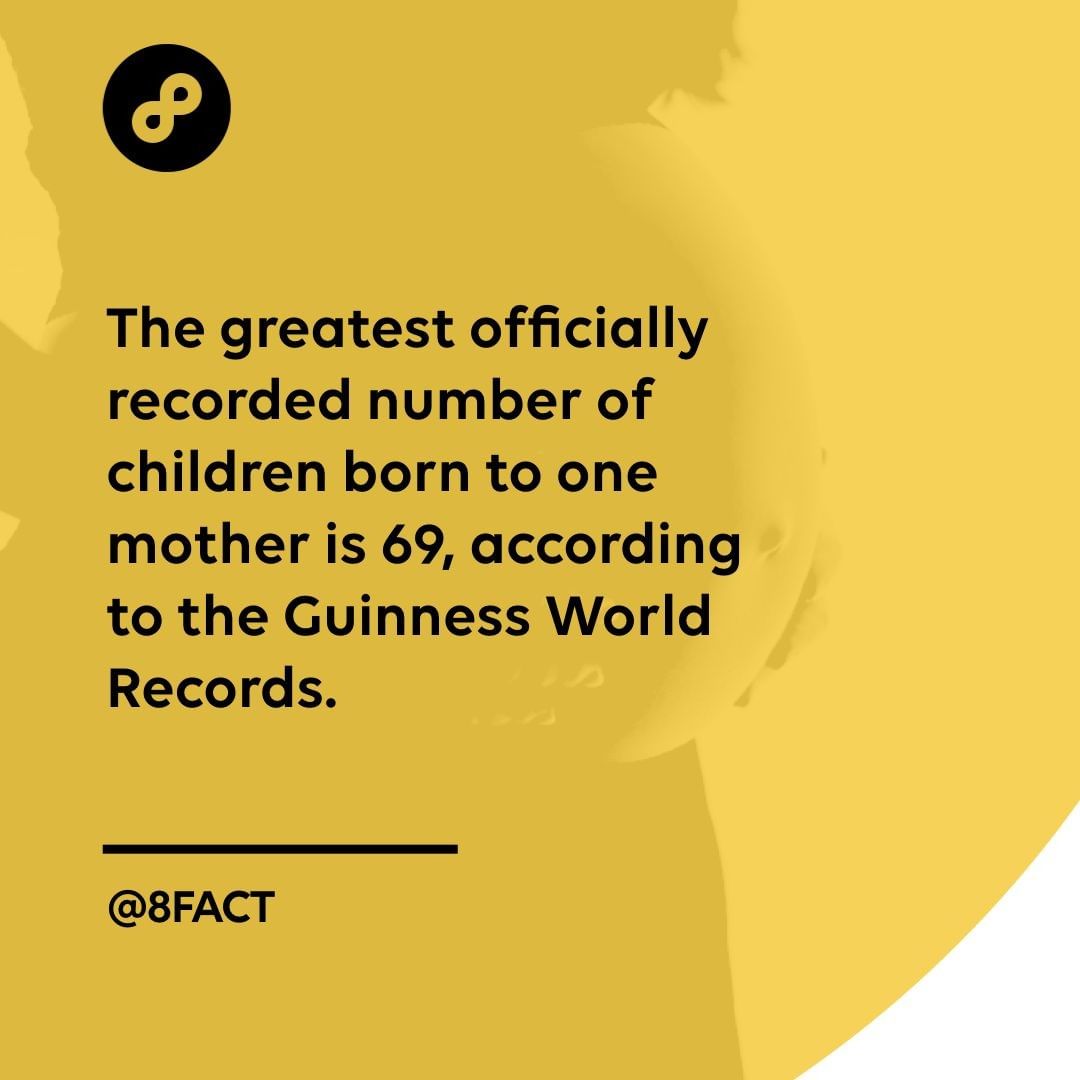 The greatest officially
recorded number of
children born to one
mother is 69, according
to the Guinness World
Records.
@8FACT